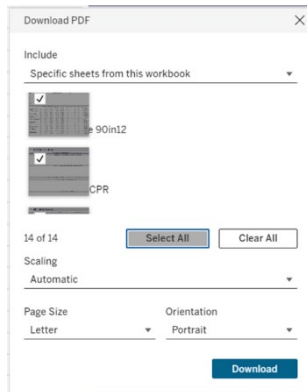 Download PDF
Include
Specific sheets from this workbook
90in12
CPR
14 of 14 Select All Clear All
Scaling
Automatic
Page Size Orientation
Letter Portrait
Download